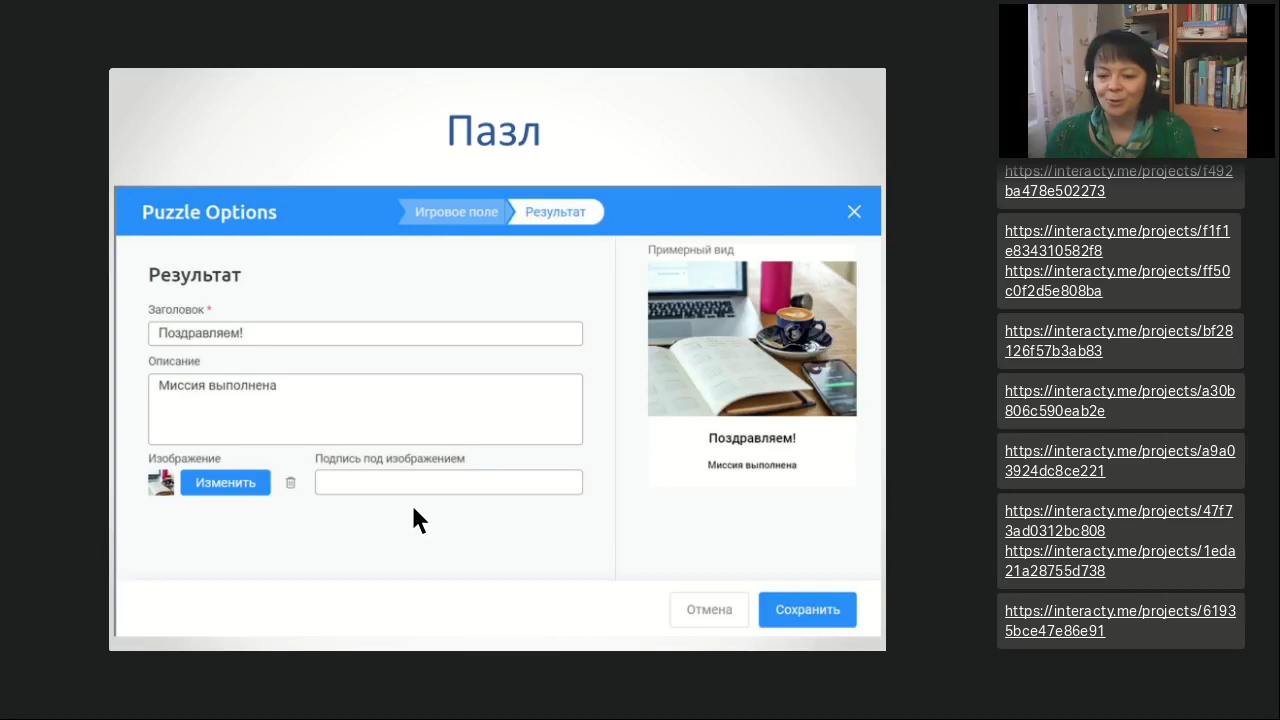 Пазл
Puzzle Options
Игровое поле
Результат
Результат
Заголовок *
Поздравляем!
Описание
Миссия выполнена
Изображение
Подпись под изображением
Изменить
Примерный вид
Поздравляем!
Миссия выполнена
Отмена
Сохранить
https://interacty.me/projects/f492
ba478e502273
https://interacty.me/projects/f1f1
e834310582f8
https://interacty.me/projects/ff50
c0f2d5e808ba
https://interacty.me/projects/bf28
126f57b3ab83
https://interacty.me/projects/a30b
806c590eab2e
https://interacty.me/projects/a9a0
3924dc8ce221
https://interacty.me/projects/47f7
3ad0312bc808
https://interacty.me/projects/1eda
21a28755d738
https://interacty.me/projects/6193
5bce47e86e91